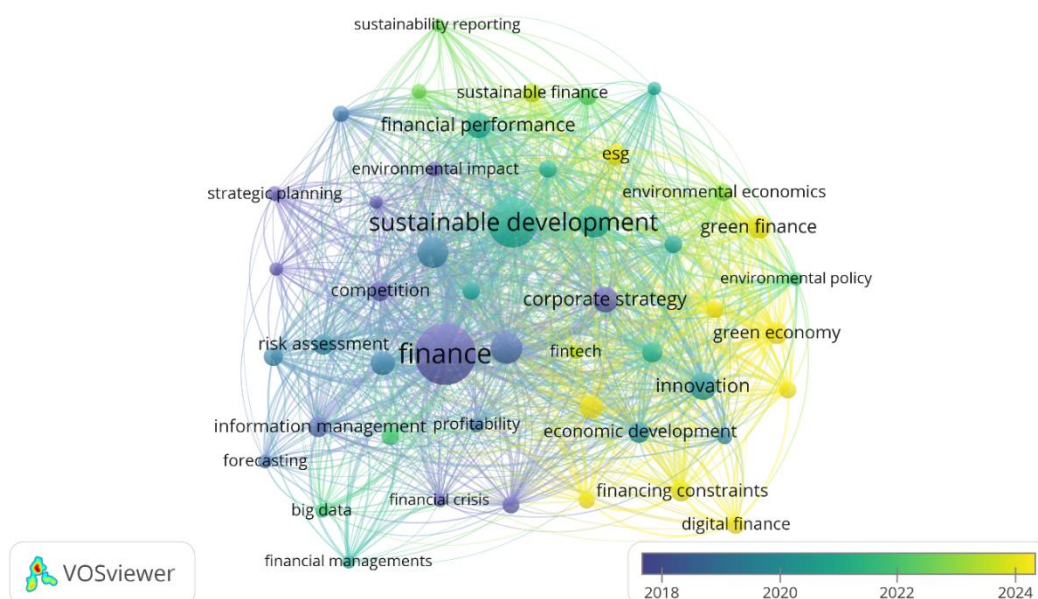 sustainability reporting
sustainable finance
financial performance
esg
environmental impact
strategic planning
environmental economics
sustainable development
green finance
environmental policy
competition
corporate strategy
green economy
risk assessment
finance
fintech
innovation
information management
profitability
economic development
forecasting
financial crisis
financing constraints
big data
digital finance
financial managements
VOSviewer
2018 2020 2022 2024